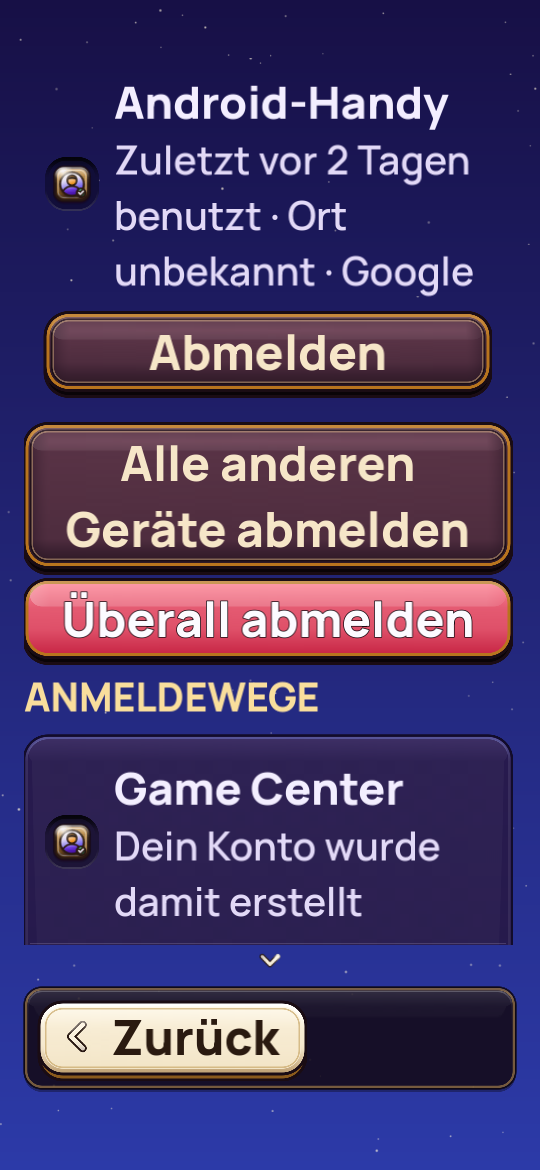 Android-Handy
Zuletzt vor 2 Tagen
benutzt · Ort
unbekannt · Google
Abmelden
Alle anderen
Geräte abmelden
Überall abmelden
ANMELDEWEGE
Game Center
Dein Konto wurde
damit erstellt
Zurück